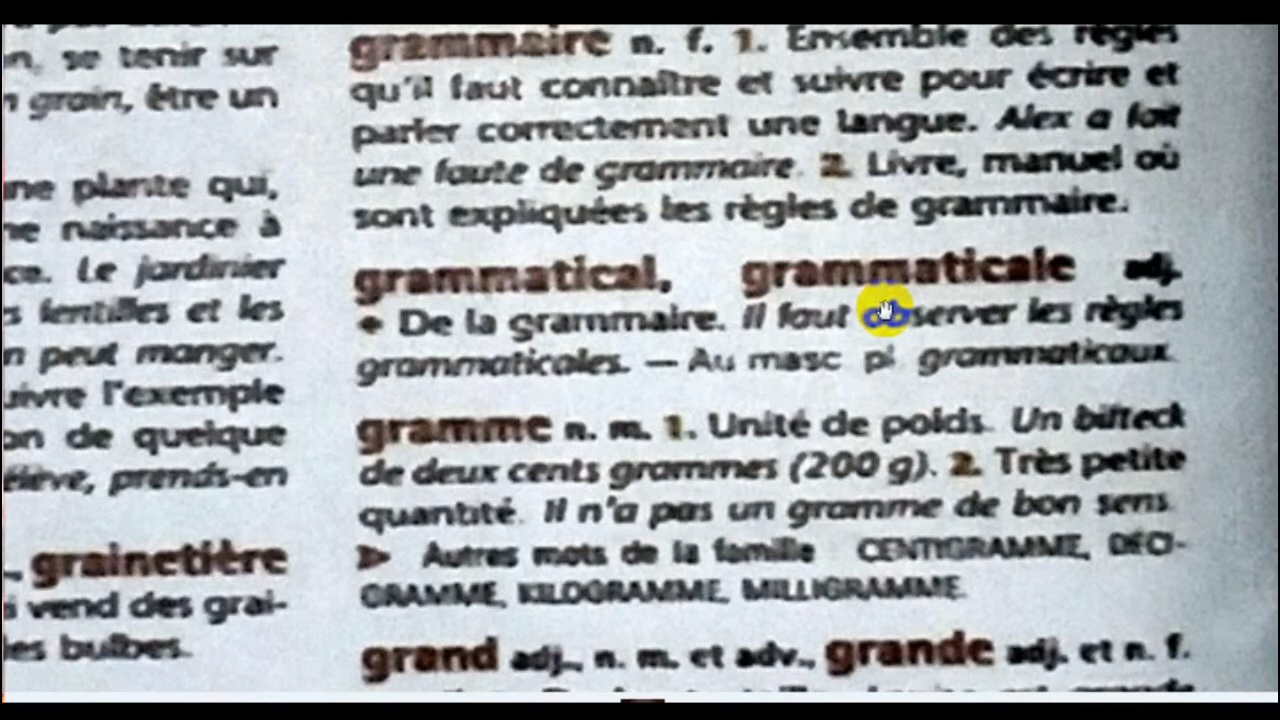 n, se tenir sur
grain, être un
ne plante qui,
ne naissance à
ce. Le jardinier
s lentilles et les
n peut manger.
uivre l'exemple
on de quelque
élève, prends-en
grainetière
i vend des grai-
les bulbes.
grammaire n. f. 1. Ensemble des règles
qu'il faut connaître et suivre pour écrire et
parler correctement une langue. Alex a fait
une faute de grammaire. 2. Livre, manuel où
sont expliquées les règles de grammaire.
grammatical, grammaticale adj.
◆ De la grammaire. Il faut observer les règles
grammaticales. — Au masc. pl. grammaticaux.
gramme n. m. 1. Unité de poids. Un bifteck
de deux cents grammes (200 g). 2. Très petite
quantité. Il n'a pas un gramme de bon sens.
▶ Autres mots de la famille : CENTIGRAMME, DÉCI-
GRAMME, KILOGRAMME, MILLIGRAMME.
grand adj., n. m. et adv., grande adj. et n. f.